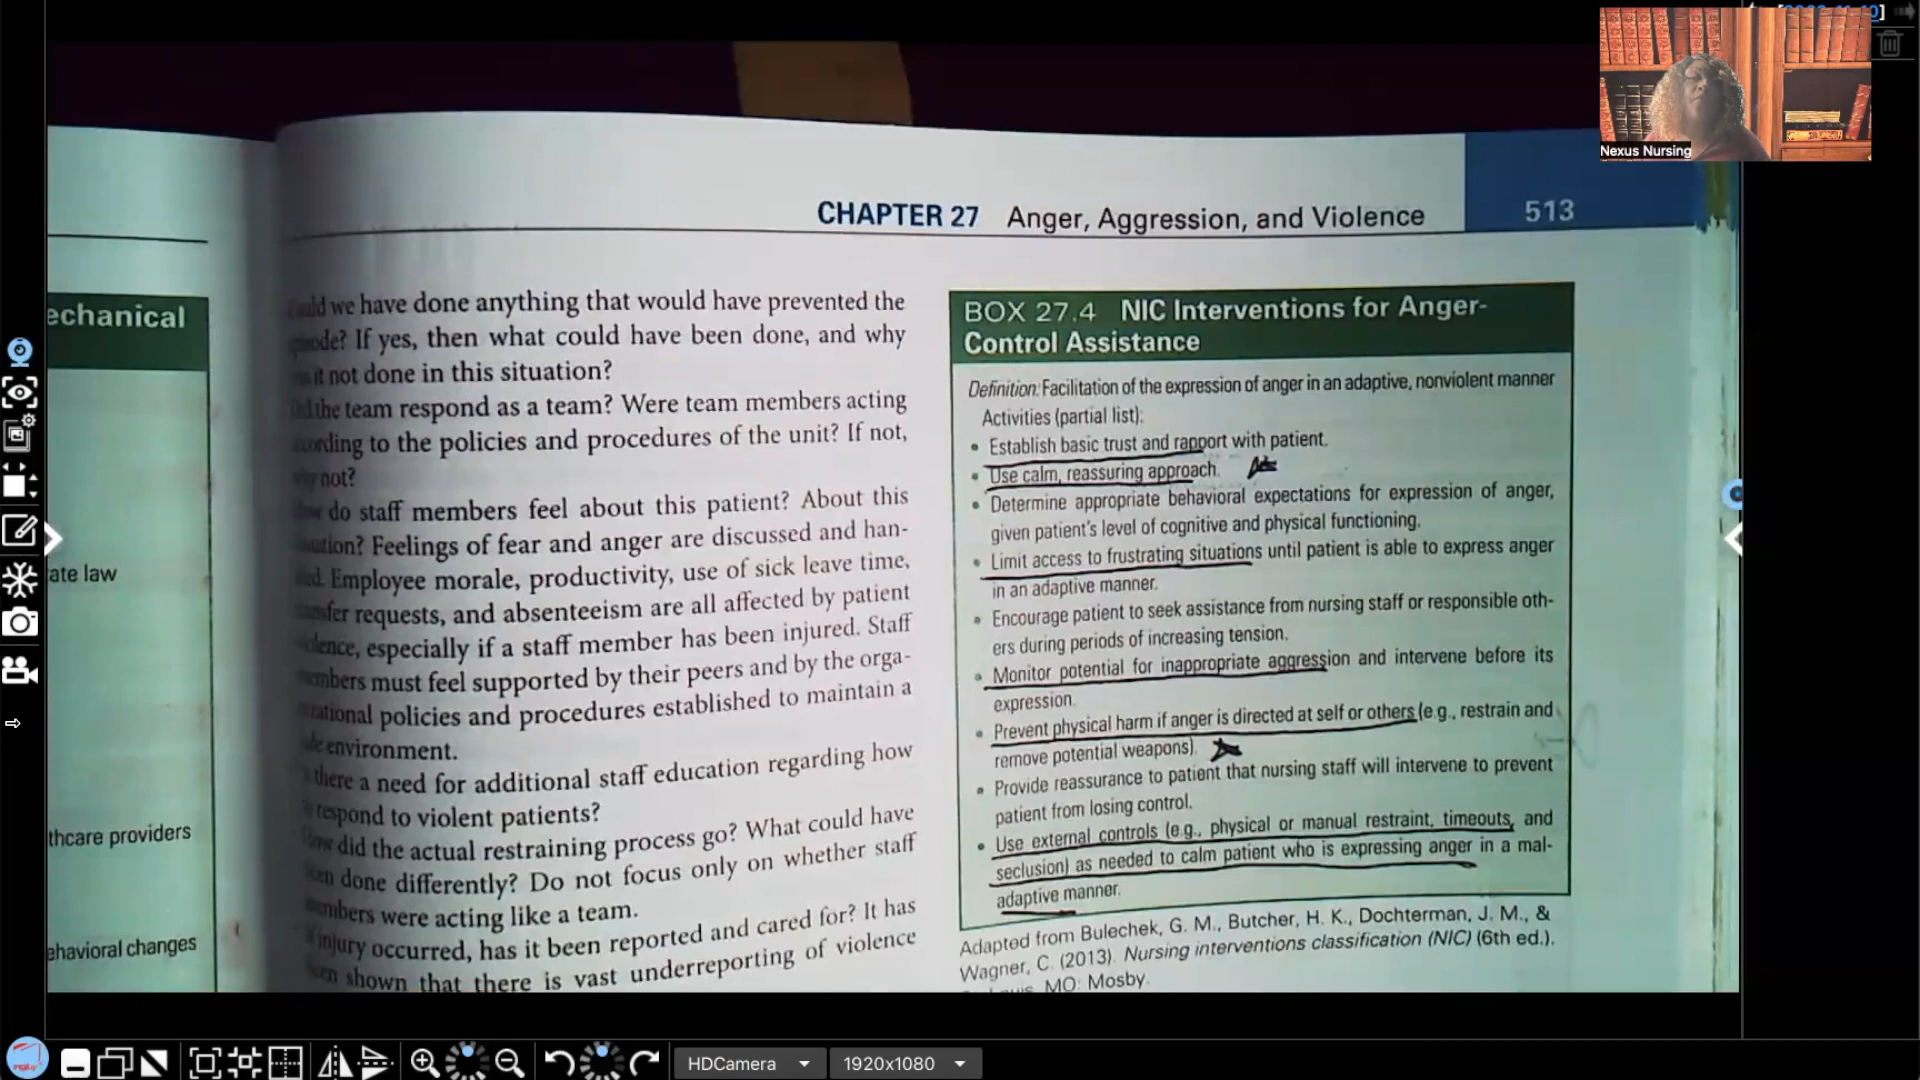 Nexus Nursing
CHAPTER 27 Anger, Aggression, and Violence 513
echanical
ate law
thcare providers
ehavioral changes
we have done anything that would have prevented the
If yes, then what could have been done, and why
it not done in this situation?
the team respond as a team? Were team members acting
to the policies and procedures of the unit? If not,
not?
do staff members feel about this patient? About this
Feelings of fear and anger are discussed and han-
Employee morale, productivity, use of sick leave time,
requests, and absenteeism are all affected by patient
especially if a staff member has been injured. Staff
must feel supported by their peers and by the orga-
policies and procedures established to maintain a
environment.
there a need for additional staff education regarding how
respond to violent patients?
did the actual restraining process go? What could have
done differently? Do not focus only on whether staff
were acting like a team.
injury occurred, has it been reported and cared for? It has
shown that there is vast underreporting of violence
BOX 27.4 NIC Interventions for Anger-
Control Assistance
Definition: Facilitation of the expression of anger in an adaptive, nonviolent manner
Activities (partial list):
• Establish basic trust and rapport with patient.
• Use calm, reassuring approach.
• Determine appropriate behavioral expectations for expression of anger,
given patient's level of cognitive and physical functioning.
• Limit access to frustrating situations until patient is able to express anger
in an adaptive manner.
• Encourage patient to seek assistance from nursing staff or responsible oth-
ers during periods of increasing tension.
• Monitor potential for inappropriate aggression and intervene before its
expression.
• Prevent physical harm if anger is directed at self or others (e.g., restrain and
remove potential weapons).
• Provide reassurance to patient that nursing staff will intervene to prevent
patient from losing control.
• Use external controls (e.g., physical or manual restraint, timeouts, and
seclusion) as needed to calm patient who is expressing anger in a mal-
adaptive manner.
Adapted from Bulechek, G. M., Butcher, H. K., Dochterman, J. M., &
Wagner, C. (2013). Nursing interventions classification (NIC) (6th ed.).
MO: Mosby.
HDCamera 1920x1080